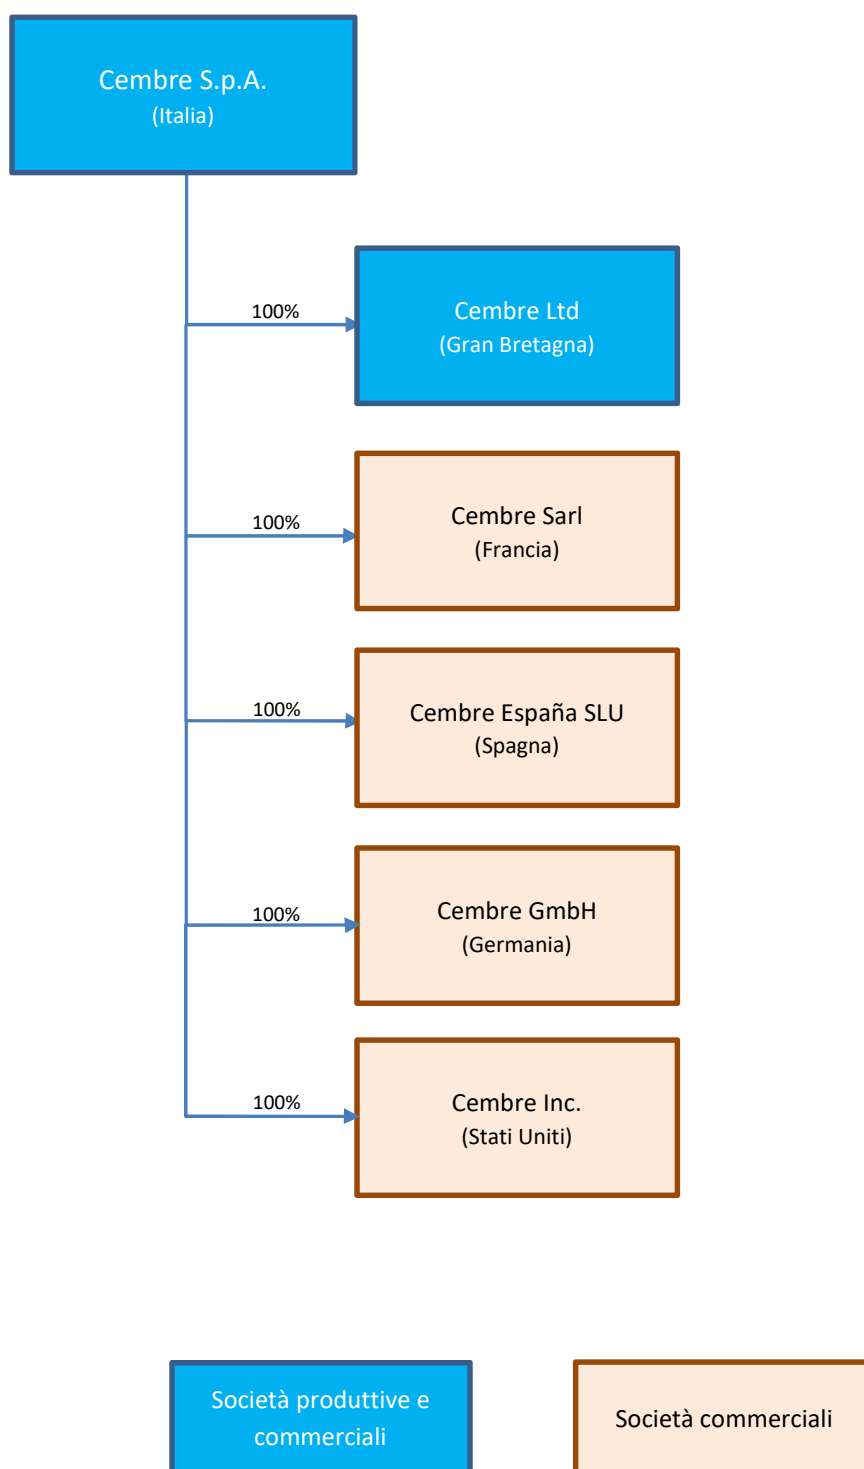 Cembre S.p.A.
(Italia)
100%
Cembre Ltd
(Gran Bretagna)
100%
Cembre Sarl
(Francia)
100%
Cembre España SLU
(Spagna)
100%
Cembre GmbH
(Germania)
100%
Cembre Inc.
(Stati Uniti)
Società produttive e
commerciali
Società commerciali